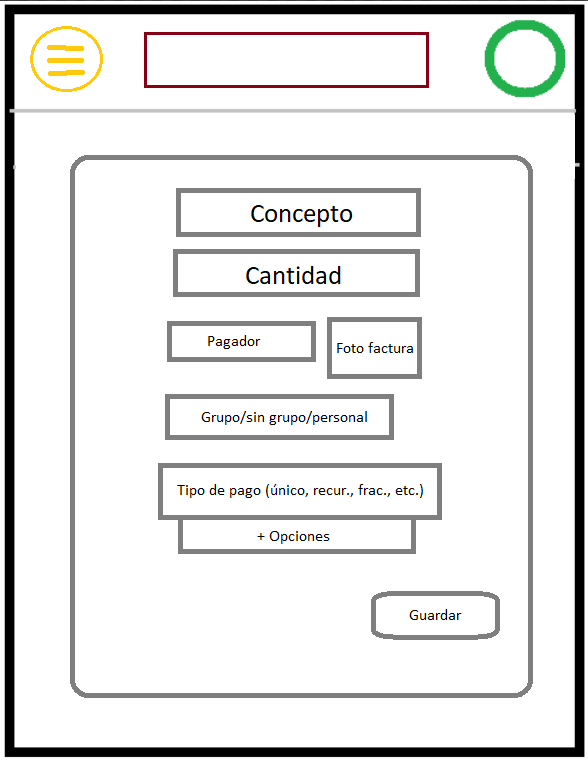 Concepto
Cantidad
Pagador
Foto factura
Grupo/sin grupo/personal
Tipo de pago (único, recur., frac., etc.)
+ Opciones
Guardar